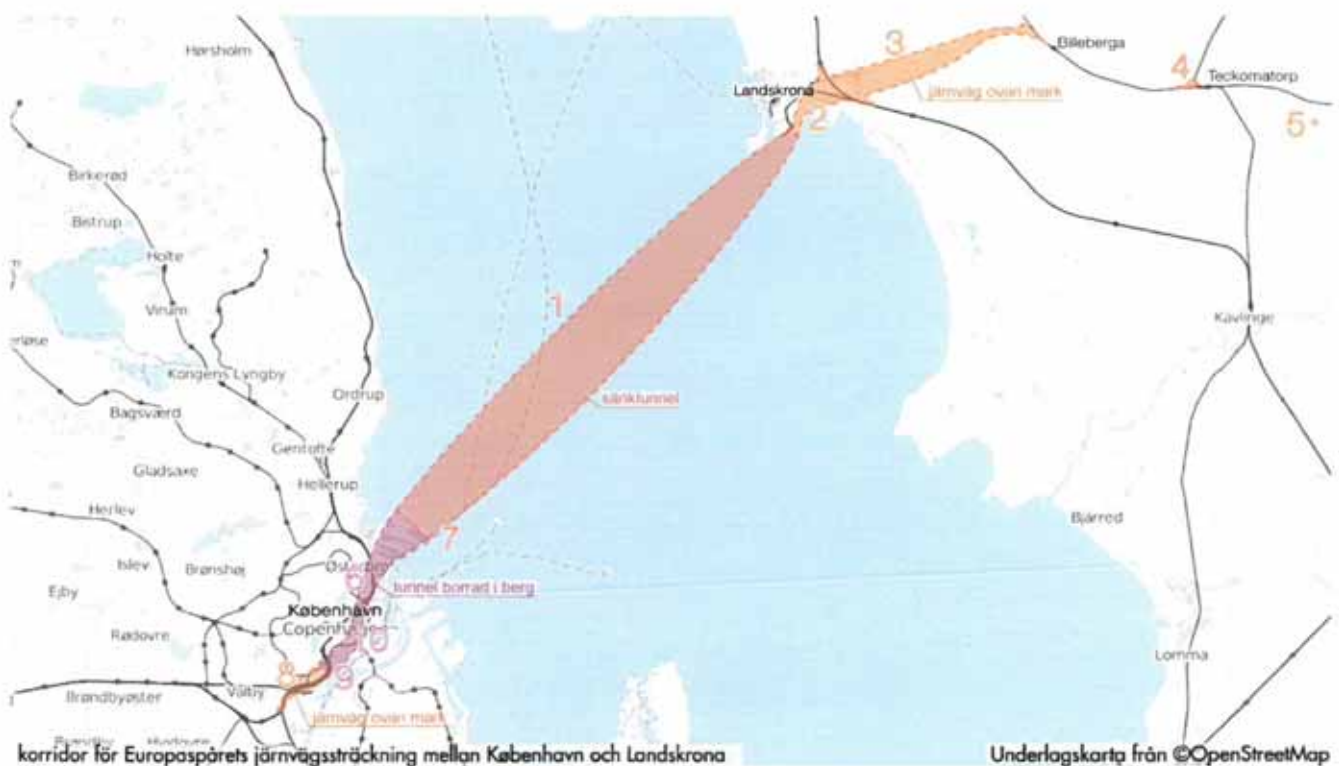 Hørsholm
3
Billeberga
4
Teckomatorp
Landskrona
järnväg ovan mark
2
5
Birkerød
Bistrup
Holte
Virum
1
Kävlinge
erløse
Kongens Lyngby
Ordrup
Bagsværd
sänktunnel
Gentofte
Gladsaxe
Hellerup
Herlev
Bjärred
7
Islev
Brønshøj
Ejby
tunnel borrad i berg
København
Rødovre
5
Lomma
8
9
Brøndbyøster
Valby
järnväg ovan mark
korridor för Europaspårets järnvägssträckning mellan København och Landskrona
Underlagskarta från ©OpenStreetMap